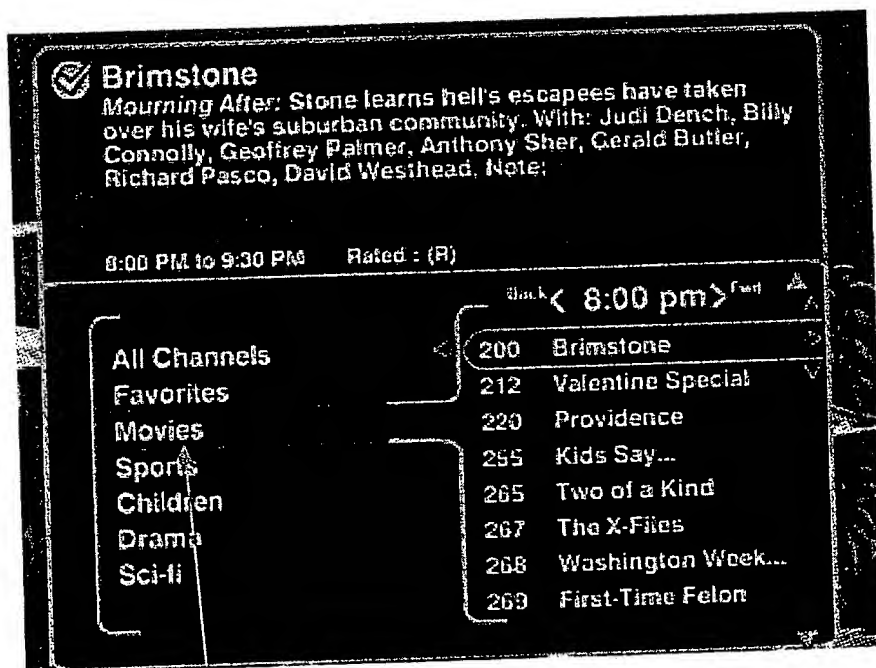 Brimstone
Mourning After: Stone learns hell's escapees have taken
over his wife's suburban community. With: Judi Dench, Billy
Connolly, Geoffrey Palmer, Anthony Sher, Gerald Butler,
Richard Pasco, David Westhead, Note:
8:00 PM to 9:30 PM Rated : (R)
Back < 8:00 pm > Fwd
All Channels
Favorites
Movies
Sports
Children
Drama
Sci-fi
200 Brimstone
212 Valentine Special
220 Providence
255 Kids Say...
265 Two of a Kind
267 The X-Files
268 Washington Week...
269 First-Time Felon